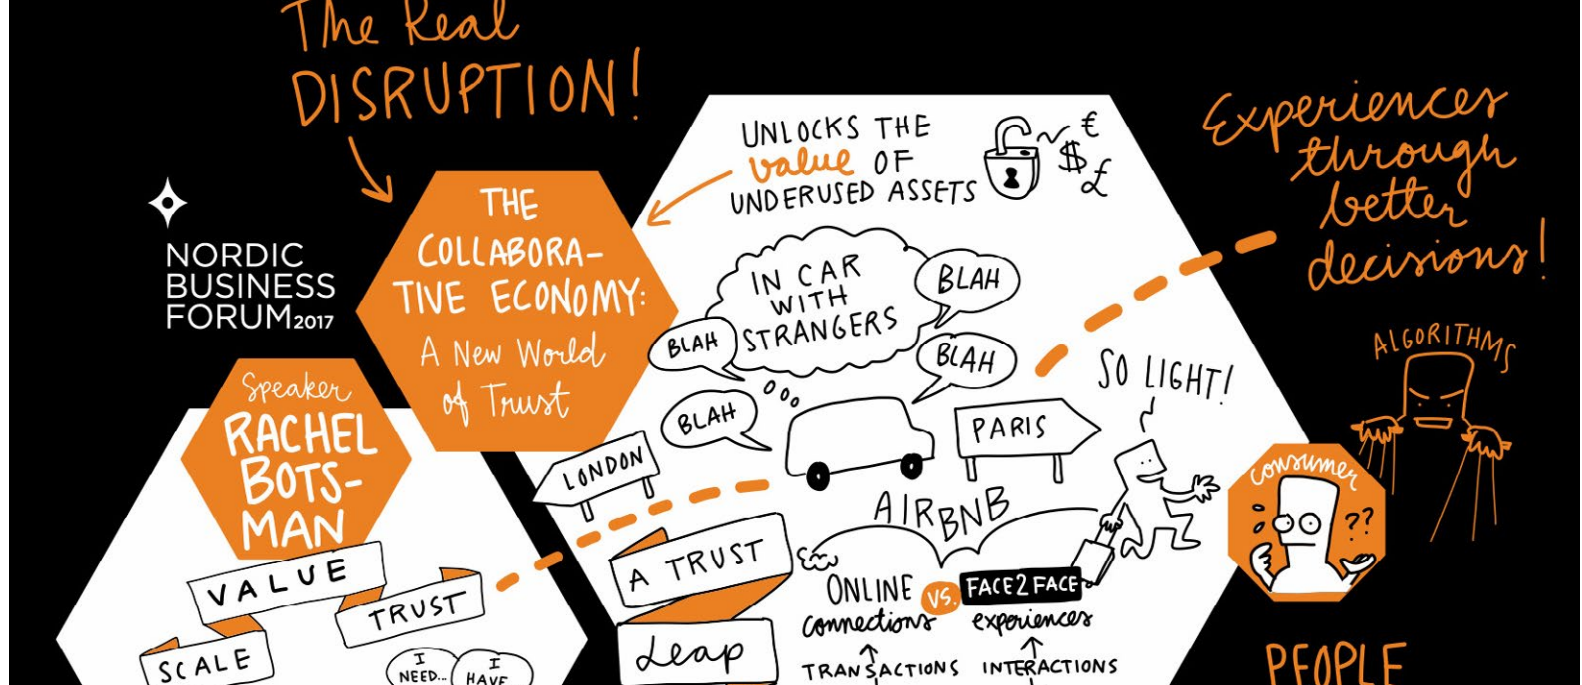 The Real
DISRUPTION!
NORDIC
BUSINESS
FORUM2017
THE
COLLABORA-
TIVE ECONOMY:
A New World
of Trust
Speaker
RACHEL
BOTS-
MAN
VALUE
TRUST
SCALE
I
NEED...
I
HAVE
UNLOCKS THE
value OF
UNDERUSED ASSETS
€
$
£
IN CAR
WITH
STRANGERS
BLAH
BLAH
BLAH
BLAH
LONDON
PARIS
SO LIGHT!
AIRBNB
A TRUST
Leap
ONLINE
connections
VS.
FACE2FACE
experiences
TRANSACTIONS
INTERACTIONS
Experiences
through
better
decisions!
ALGORITHMS
consumer
??
PEOPLE